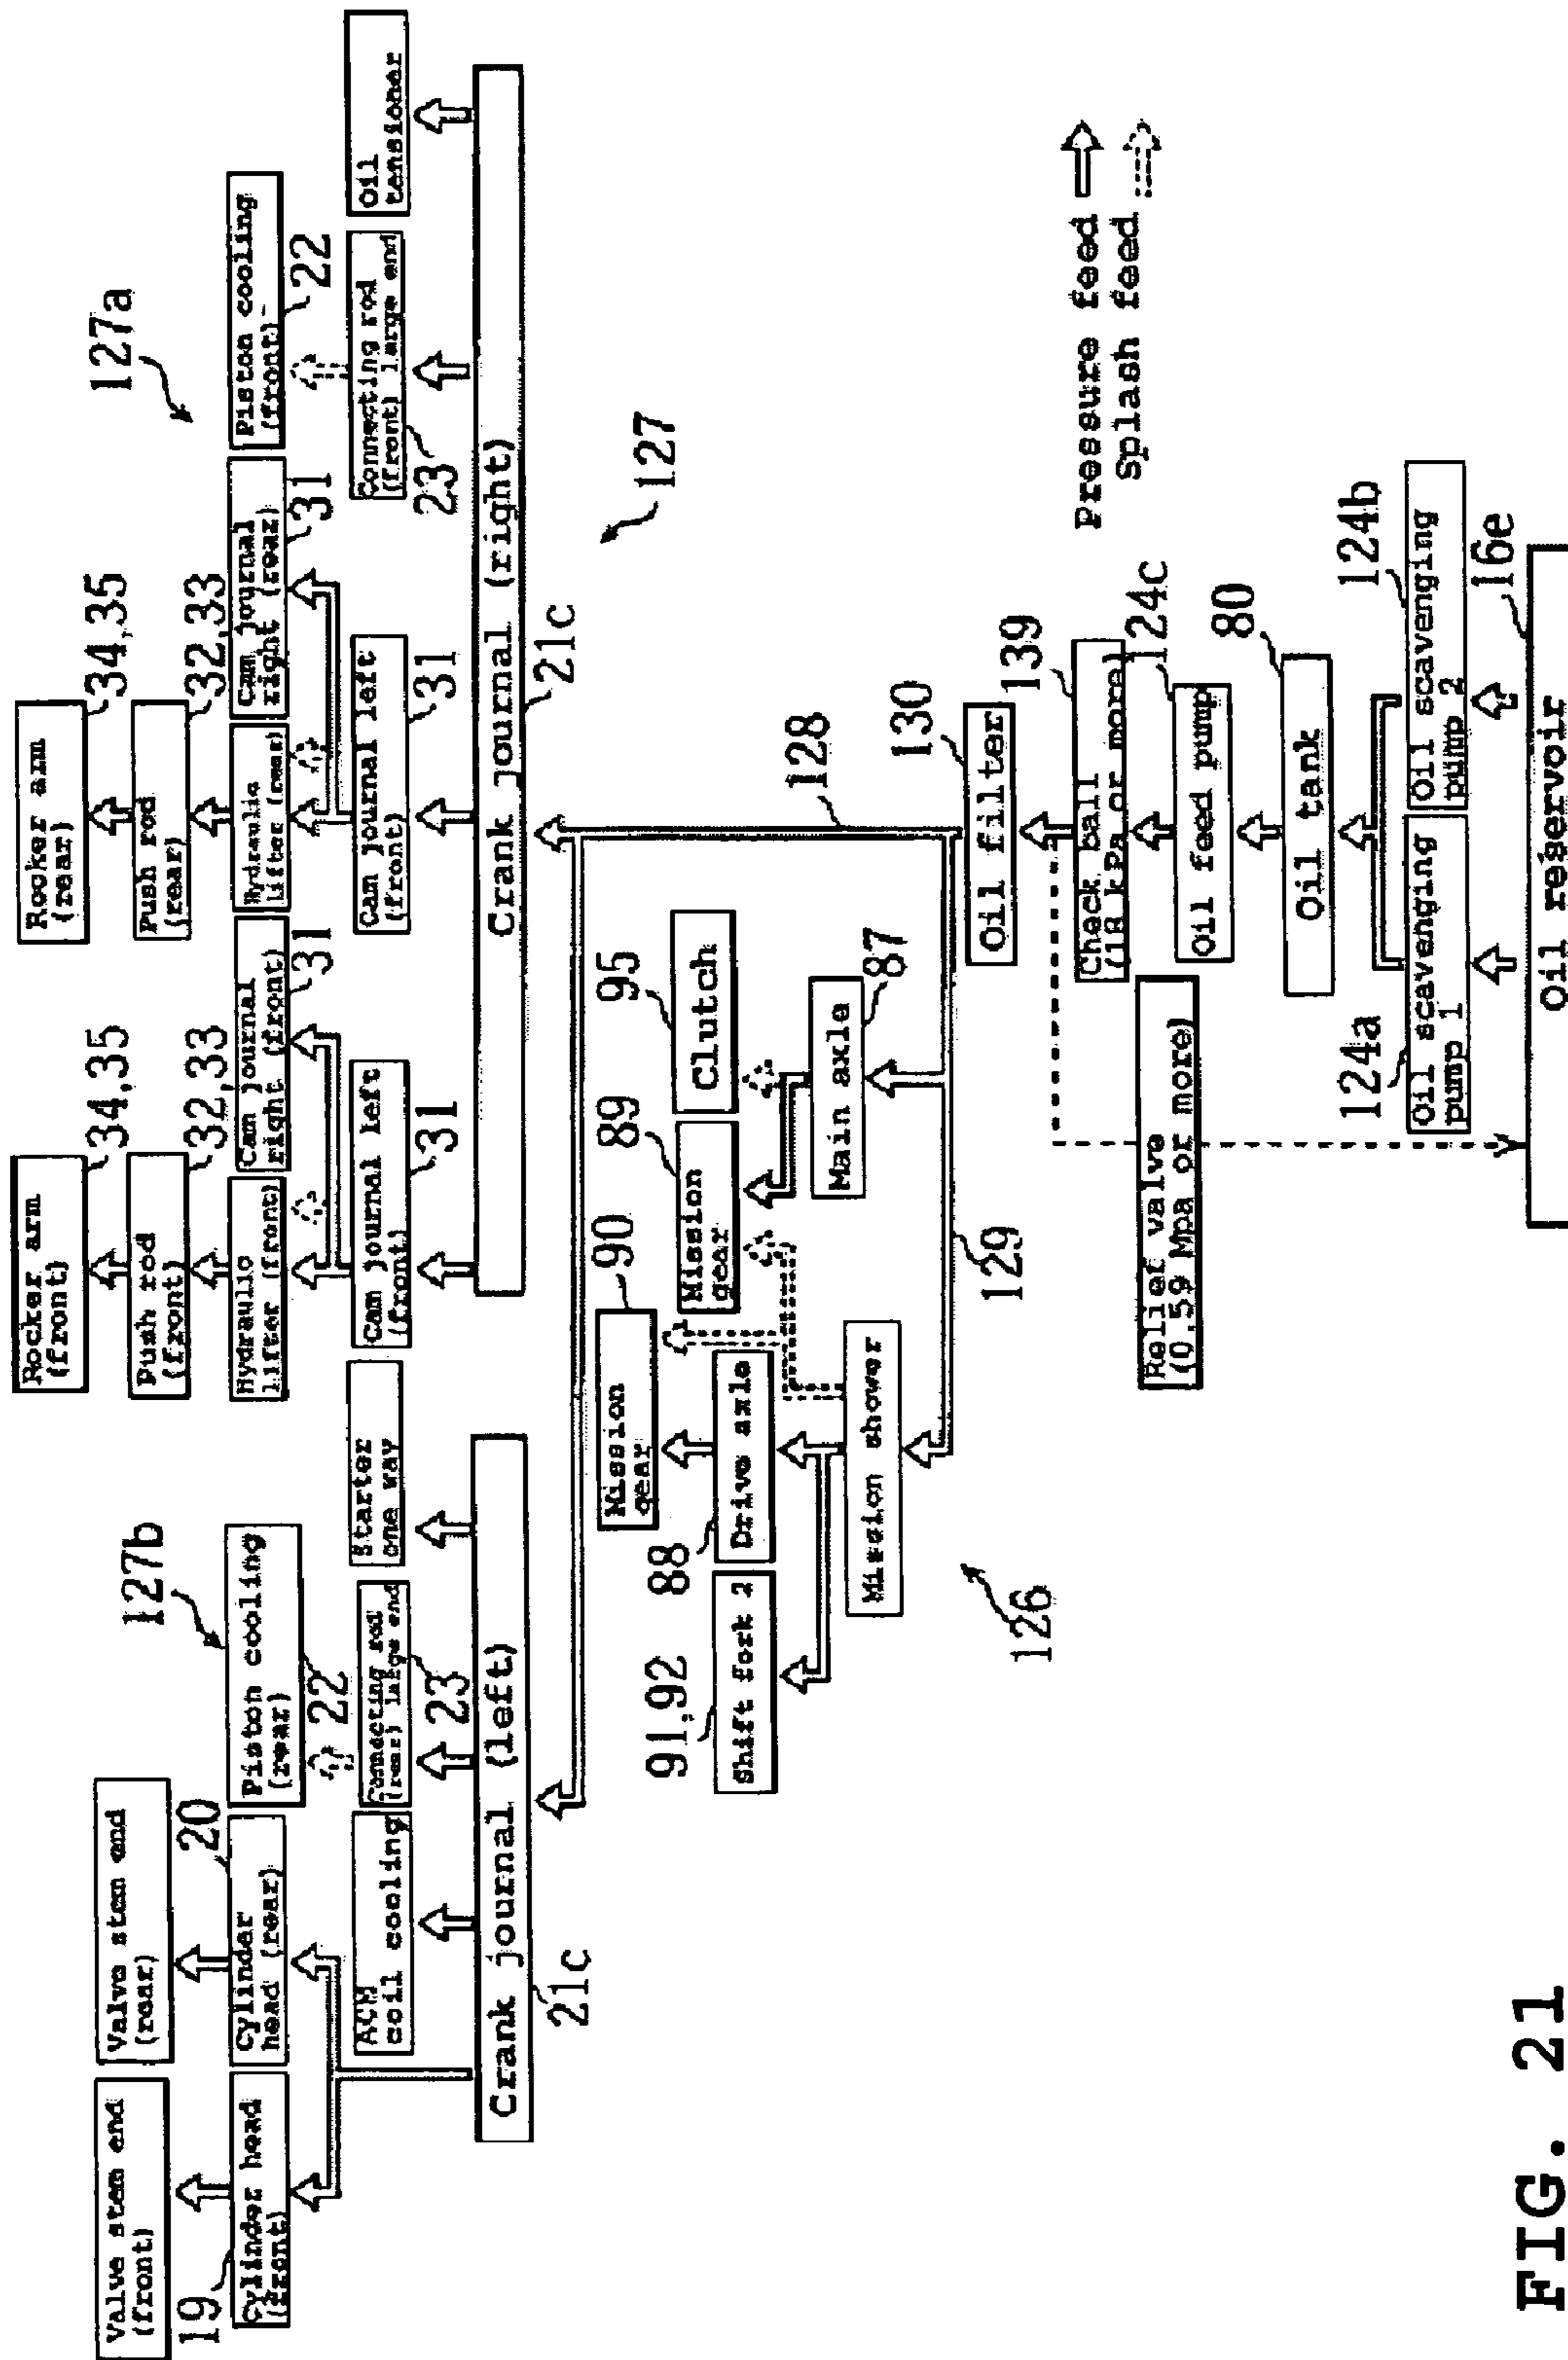 Valve stem end
(front)
Valve stem end
(rear)
Rocker arm
(front)
34,35
Rocker arm
(rear)
34,35
19
Cylinder head
(front)
20
Cylinder
head (rear)
Piston cooling
(rear)
127b
22
Push rod
(front)
32,33
Push rod
(rear)
32,33
Hydraulic
lifter (front)
Cam journal
right (front)
31
Hydraulic
lifter (rear)
Cam journal
right (rear)
31
Piston cooling
(front)
22
127a
ACM
coil cooling
Connecting rod
(rear) large end
23
Starter
one way
Cam journal left
(front)
31
Cam journal left
(front)
31
Connecting rod
(front) large end
23
Oil
tensioner
Crank journal (left)
21c
Crank journal (right)
21c
127
Mission
gear
90
Mission
gear
89
Clutch
95
128
91,92
Shift fork 2
88
Drive axle
Main axle
87
Mission shower
126
129
Oil filter
130
Check ball
(18 kPa or more)
139
Relief valve
(0.59 Mpa or more)
Oil feed pump
124c
Oil tank
80
124a
Oil scavenging
pump 1
Oil scavenging
pump 2
124b
Oil reservoir
16e
Pressure feed
Splash feed
FIG. 21